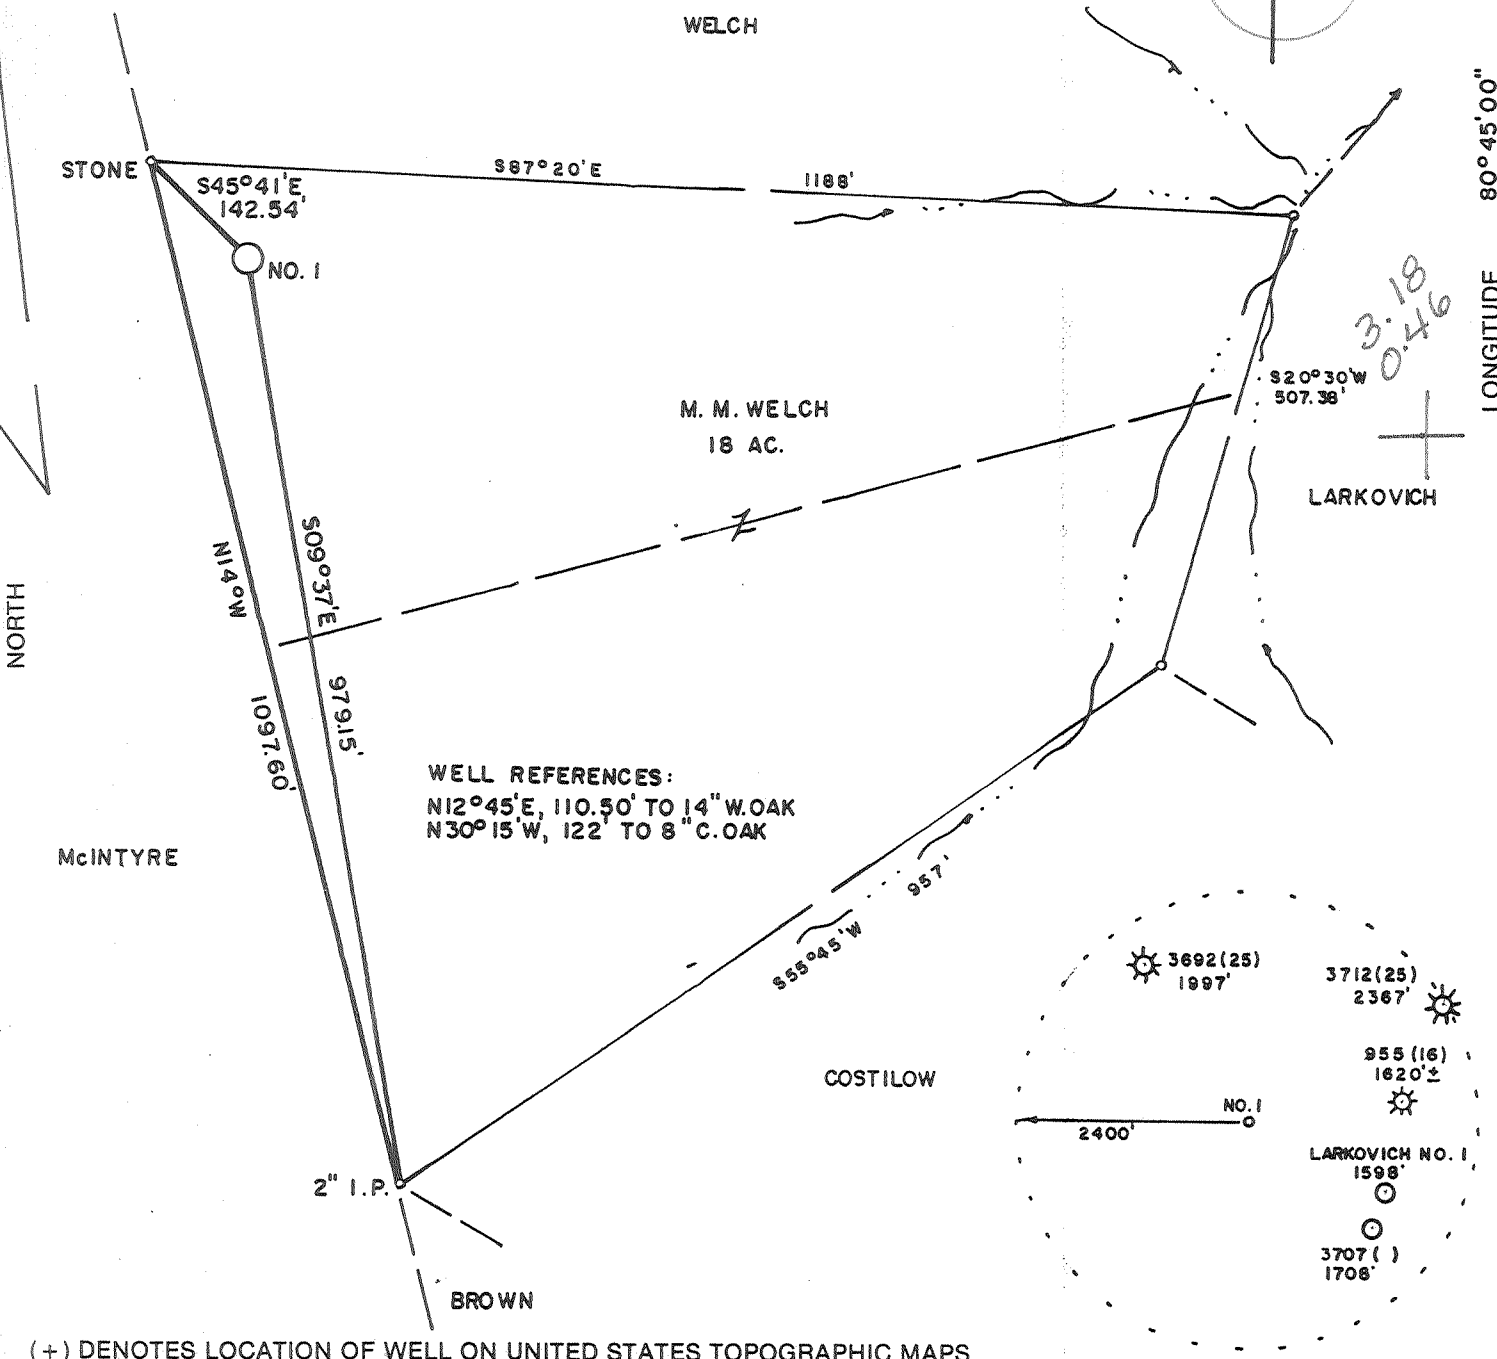 WELCH
80°45'00"
STONE
S87°20'E
1188'
S45°41'E
142.54'
NO. 1
LONGITUDE
3.18
0.46
S20°30'W
507.38'
M. M. WELCH
18 AC.
LARKOVICH
NORTH
N14°W
S09°37'E
1097.60'
979.15'
WELL REFERENCES:
N12°45'E, 110.50' TO 14" W.OAK
N30°15'W, 122' TO 8" C.OAK
McINTYRE
957'
S55°45'W
3692(25)
1997'
3712(25)
2367'
955(16)
1620'±
COSTILOW
NO. 1
2400'
LARKOVICH NO. 1
1598'
2" I.P.
3707( )
1708'
BROWN
(+) DENOTES LOCATION OF WELL ON UNITED STATES TOPOGRAPHIC MAPS